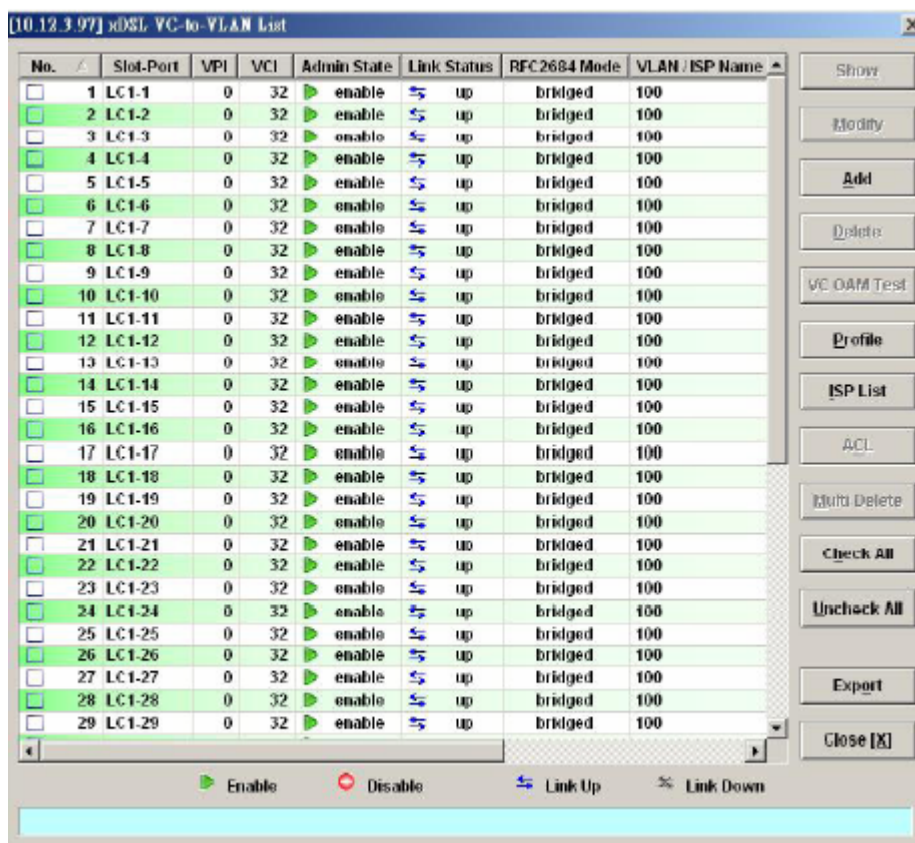 [10.12.3.97] xDSL VC-to-VLAN List
No. Slot-Port VPI VCI Admin State Link Status RFC2684 Mode VLAN / ISP Name
1 LC1-1 0 32 enable up bridged 100
2 LC1-2 0 32 enable up bridged 100
3 LC1-3 0 32 enable up bridged 100
4 LC1-4 0 32 enable up bridged 100
5 LC1-5 0 32 enable up bridged 100
6 LC1-6 0 32 enable up bridged 100
7 LC1-7 0 32 enable up bridged 100
8 LC1-8 0 32 enable up bridged 100
9 LC1-9 0 32 enable up bridged 100
10 LC1-10 0 32 enable up bridged 100
11 LC1-11 0 32 enable up bridged 100
12 LC1-12 0 32 enable up bridged 100
13 LC1-13 0 32 enable up bridged 100
14 LC1-14 0 32 enable up bridged 100
15 LC1-15 0 32 enable up bridged 100
16 LC1-16 0 32 enable up bridged 100
17 LC1-17 0 32 enable up bridged 100
18 LC1-18 0 32 enable up bridged 100
19 LC1-19 0 32 enable up bridged 100
20 LC1-20 0 32 enable up bridged 100
21 LC1-21 0 32 enable up bridged 100
22 LC1-22 0 32 enable up bridged 100
23 LC1-23 0 32 enable up bridged 100
24 LC1-24 0 32 enable up bridged 100
25 LC1-25 0 32 enable up bridged 100
26 LC1-26 0 32 enable up bridged 100
27 LC1-27 0 32 enable up bridged 100
28 LC1-28 0 32 enable up bridged 100
29 LC1-29 0 32 enable up bridged 100
Show
Modify
Add
Delete
VC OAM Test
Profile
ISP List
ACL
Multi Delete
Check All
Uncheck All
Export
Close [X]
Enable Disable Link Up Link Down